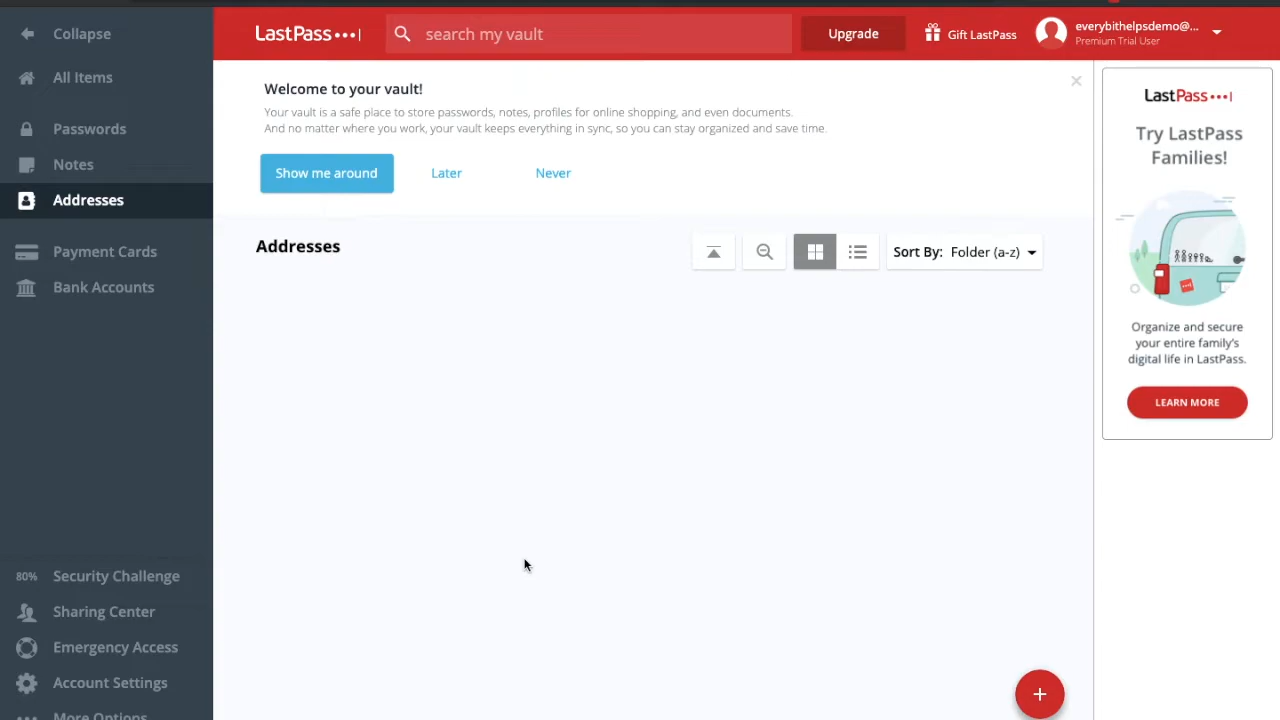 Collapse
All Items
Passwords
Notes
Addresses
Payment Cards
Bank Accounts
80% Security Challenge
Sharing Center
Emergency Access
Account Settings
More Options
LastPass
search my vault
Upgrade
Gift LastPass
everybithelpsdemo@...
Premium Trial User
Welcome to your vault!
Your vault is a safe place to store passwords, notes, profiles for online shopping, and even documents.
And no matter where you work, your vault keeps everything in sync, so you can stay organized and save time.
Show me around
Later
Never
Addresses
Sort By: Folder (a-z)
LastPass
Try LastPass
Families!
Organize and secure
your entire family's
digital life in LastPass.
LEARN MORE